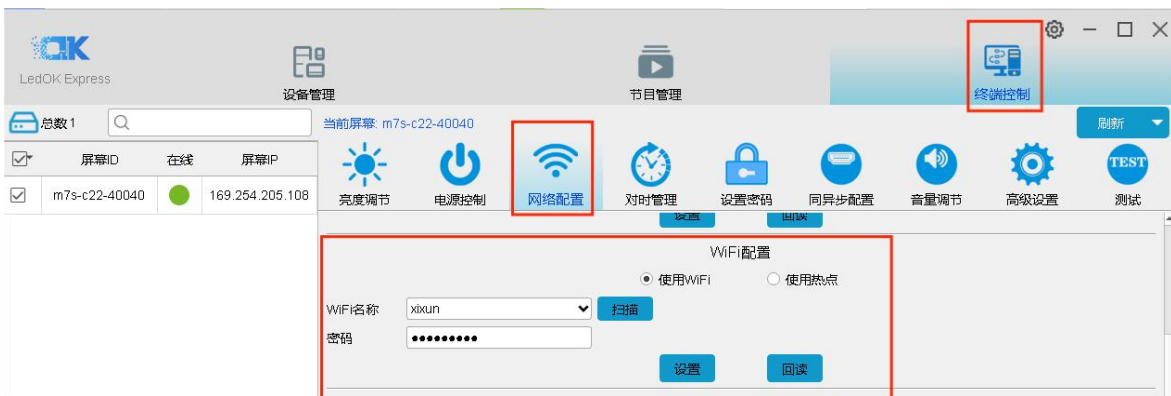 LedOK Express
设备管理
节目管理
终端控制
总数 1
当前屏幕: m7s-c22-40040
刷新
屏幕ID 在线 屏幕IP
m7s-c22-40040 169.254.205.108
亮度调节 电源控制 网络配置 对时管理 设置密码 同异步配置 音量调节 高级设置 TEST 测试
设置 回读
WiFi配置
使用WiFi 使用热点
WiFi名称 xixun 扫描
密码 •••••••••
设置 回读